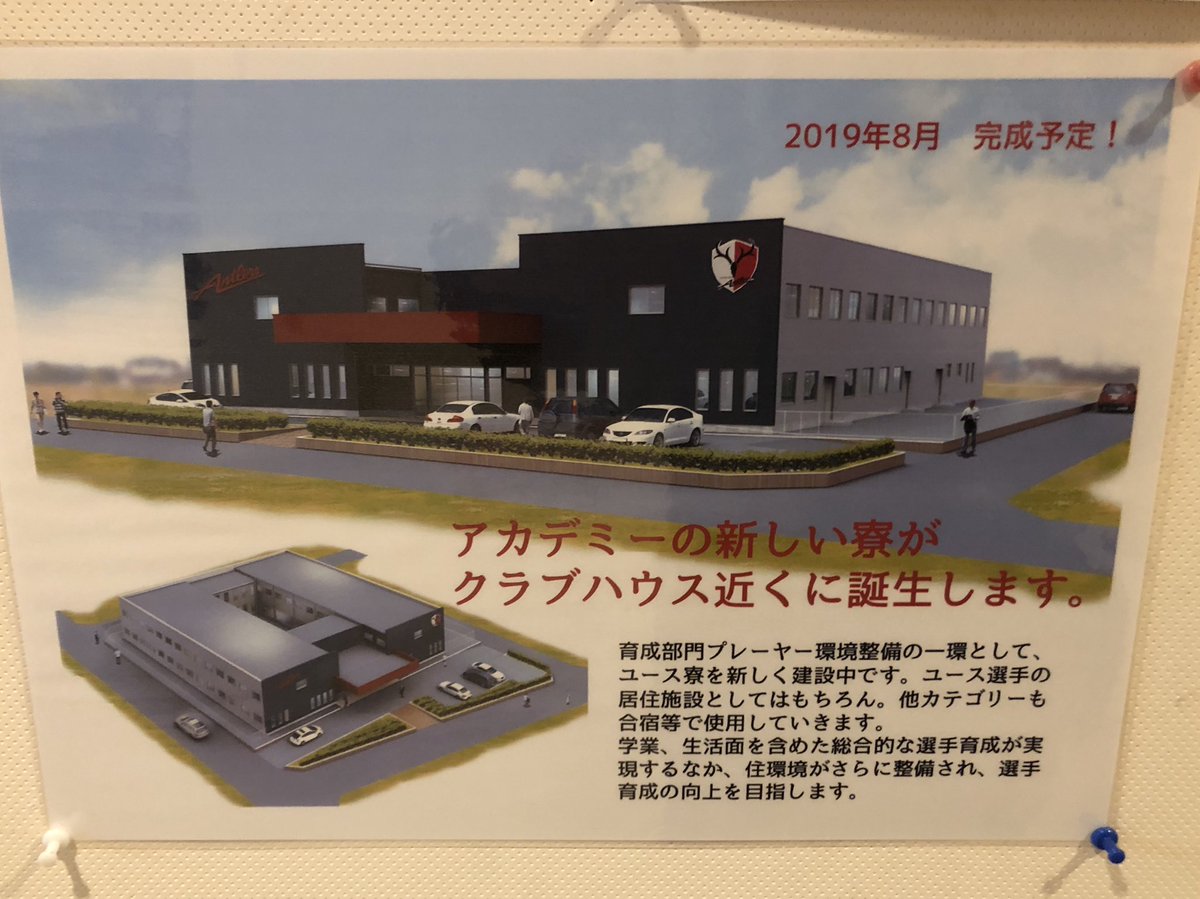 2019年8月　完成予定！
Antlers
アカデミーの新しい寮が
クラブハウス近くに誕生します。
育成部門プレーヤー環境整備の一環として、
ユース寮を新しく建設中です。ユース選手の
居住施設としてはもちろん。他カテゴリーも
合宿等で使用していきます。
学業、生活面を含めた総合的な選手育成が実
現するなか、住環境がさらに整備され、選手
育成の向上を目指します。